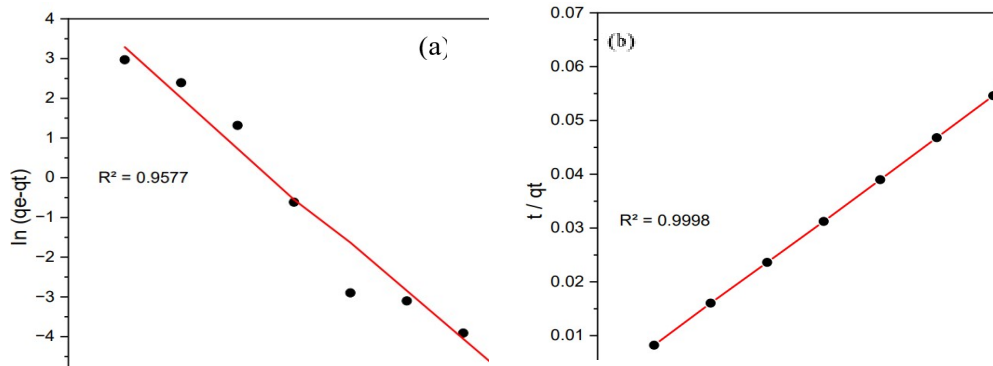 4
3
2
1
0
−1
−2
−3
−4
ln (qe-qt)
(a)
R² = 0.9577
0.07
0.06
0.05
0.04
0.03
0.02
0.01
t / qt
(b)
R² = 0.9998